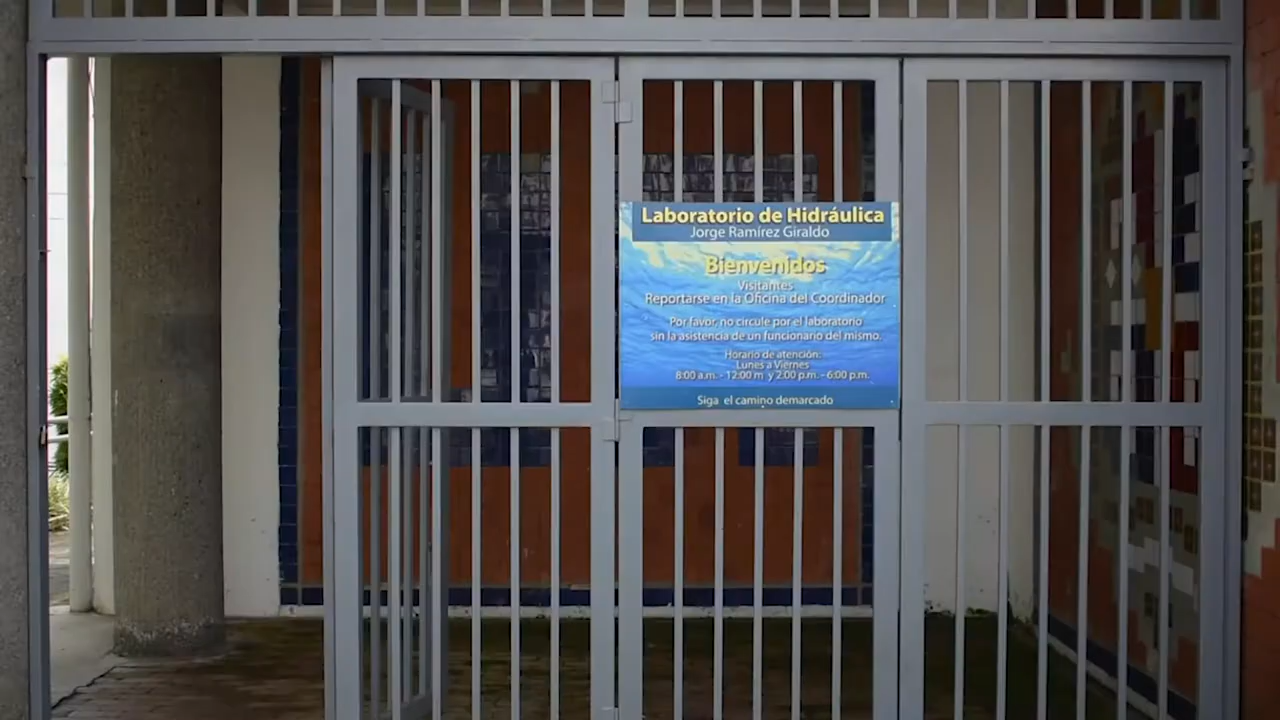 Laboratorio de Hidráulica
Jorge Ramírez Giraldo
Bienvenidos
Visitantes
Reportarse en la Oficina del Coordinador
Por favor, no circule por el laboratorio
sin la asistencia de un funcionario del mismo.
Horario de atención:
Lunes a Viernes
8:00 a.m. - 12:00 m y 2:00 p.m. - 6:00 p.m.
Siga el camino demarcado